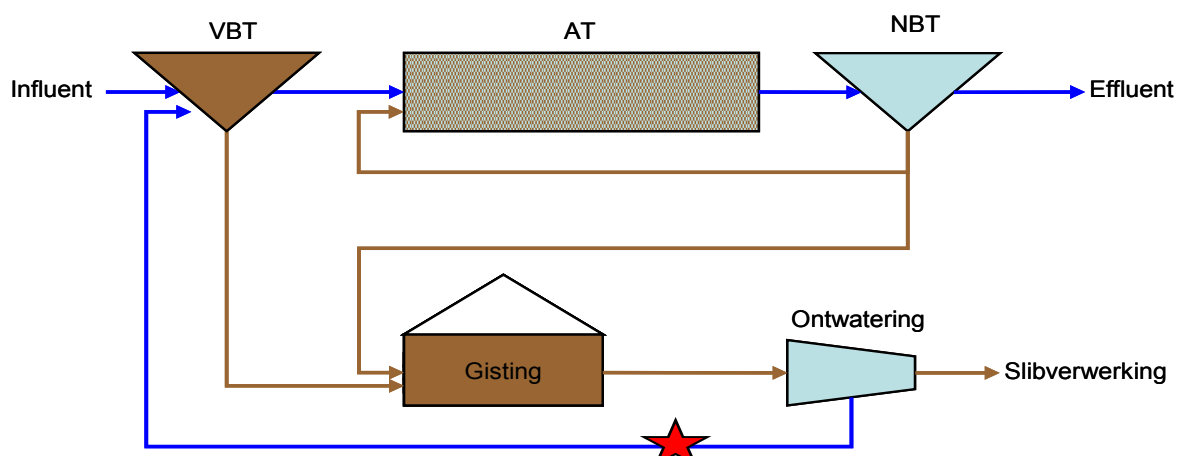 VBT
AT
NBT
Influent
Effluent
Ontwatering
Gisting
Slibverwerking